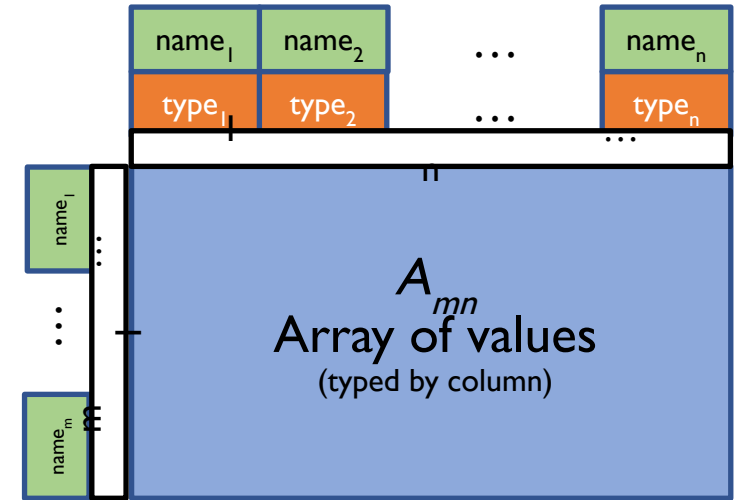 name₁ name₂ … nameₙ
type₁ type₂ … typeₙ
1 … n
name₁
…
nameₘ
1 … m
Aₘₙ
Array of values
(typed by column)